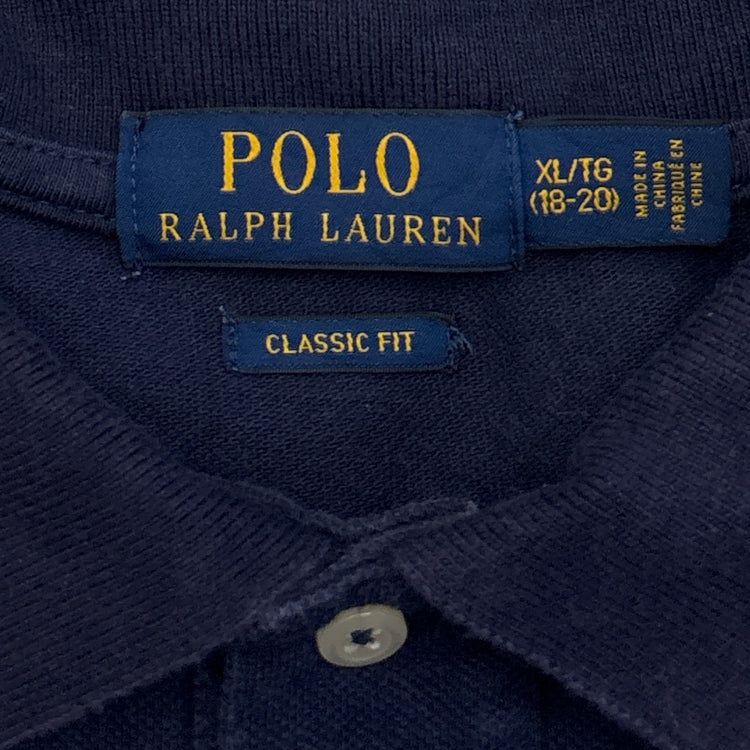 POLO
RALPH LAUREN
XL/TG
(18-20)
MADE IN
CHINA
FABRIQUÉ EN
CHINE
CLASSIC FIT